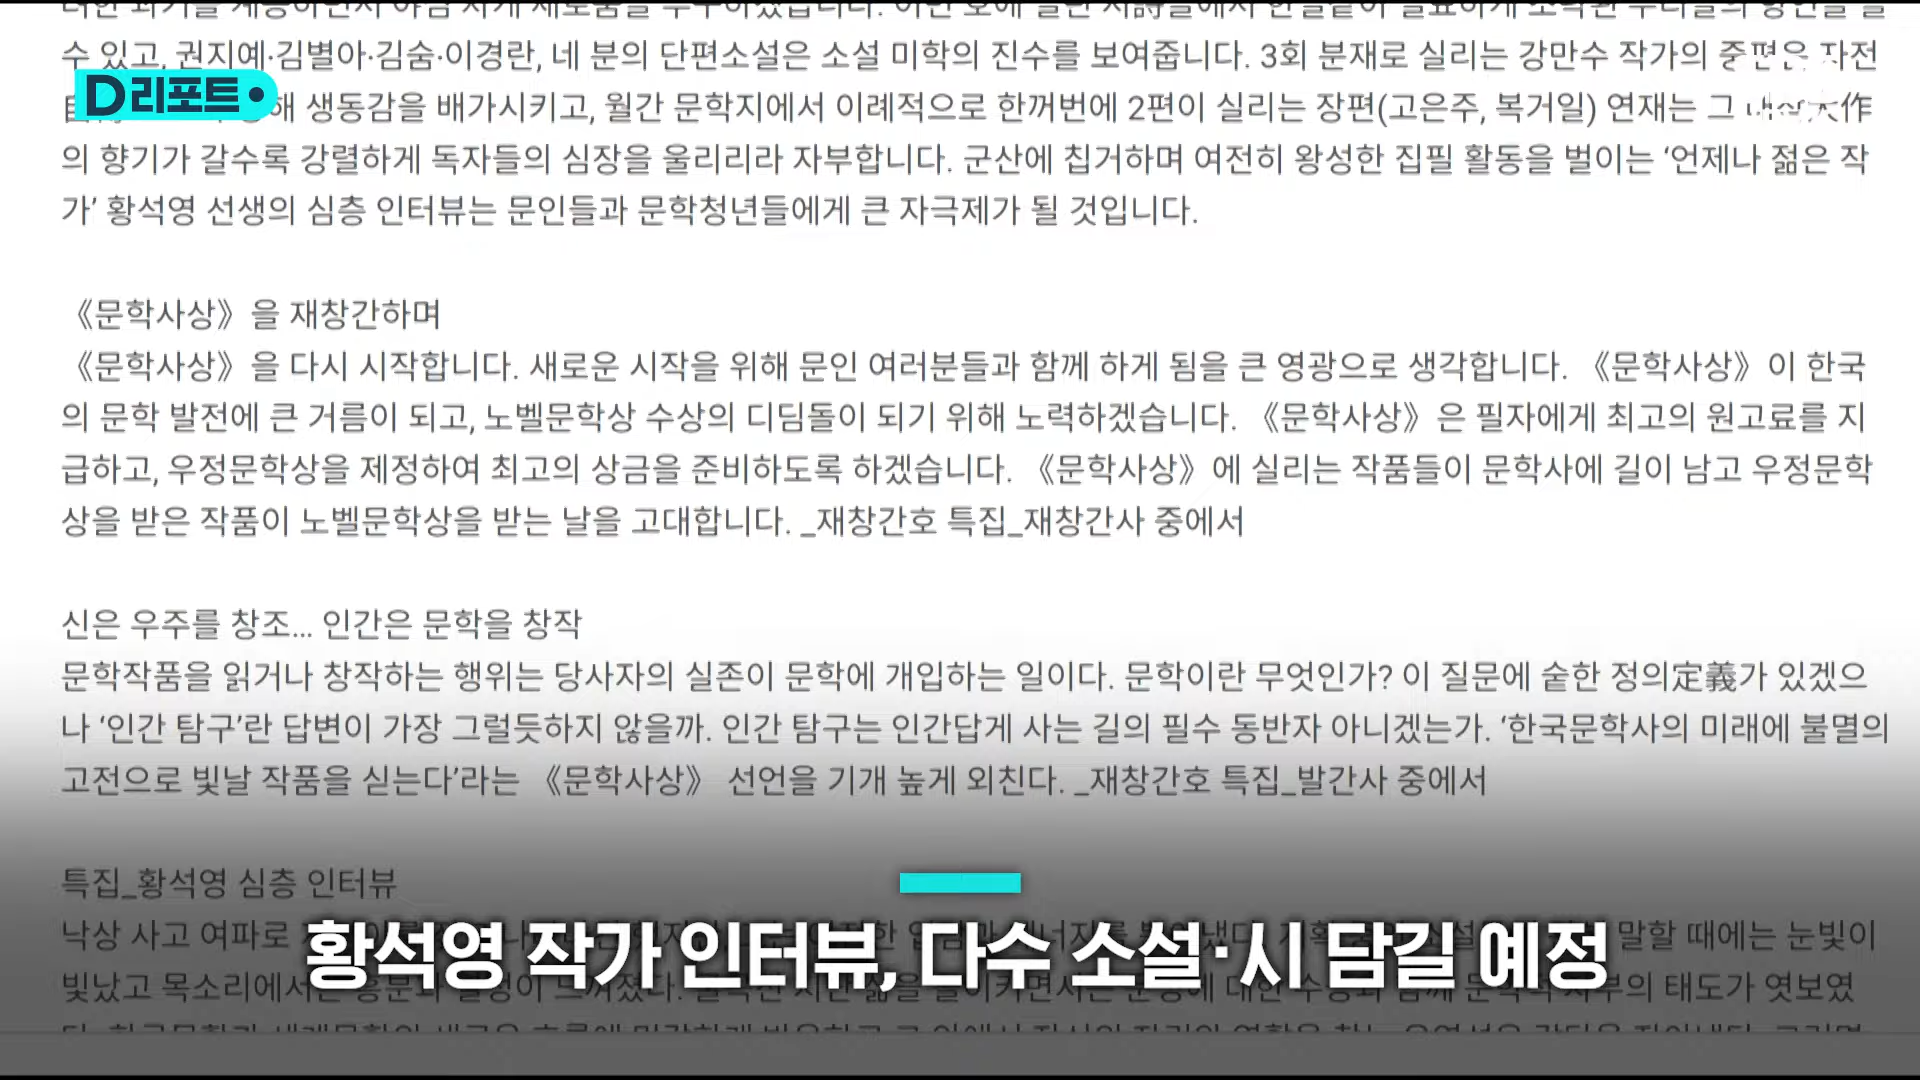 수 있고, 권지예·김별아·김숨·이경란, 네 분의 단편소설은 소설 미학의 진수를 보여줍니다. 3회 분재로 실리는 강만수 작가의 중편은 자전
D리포트
해 생동감을 배가시키고, 월간 문학지에서 이례적으로 한꺼번에 2편이 실리는 장편(고은주, 복거일) 연재는 그
의 향기가 갈수록 강렬하게 독자들의 심장을 울리리라 자부합니다. 군산에 칩거하며 여전히 왕성한 집필 활동을 벌이는 ‘언제나 젊은 작
가’ 황석영 선생의 심층 인터뷰는 문인들과 문학청년들에게 큰 자극제가 될 것입니다.
《문학사상》을 재창간하며
《문학사상》을 다시 시작합니다. 새로운 시작을 위해 문인 여러분들과 함께 하게 됨을 큰 영광으로 생각합니다. 《문학사상》이 한국
의 문학 발전에 큰 거름이 되고, 노벨문학상 수상의 디딤돌이 되기 위해 노력하겠습니다. 《문학사상》은 필자에게 최고의 원고료를 지
급하고, 우정문학상을 제정하여 최고의 상금을 준비하도록 하겠습니다. 《문학사상》에 실리는 작품들이 문학사에 길이 남고 우정문학
상을 받은 작품이 노벨문학상을 받는 날을 고대합니다. _재창간호 특집_재창간사 중에서
신은 우주를 창조... 인간은 문학을 창작
문학작품을 읽거나 창작하는 행위는 당사자의 실존이 문학에 개입하는 일이다. 문학이란 무엇인가? 이 질문에 숱한 정의定義가 있겠으
나 ‘인간 탐구’란 답변이 가장 그럴듯하지 않을까. 인간 탐구는 인간답게 사는 길의 필수 동반자 아니겠는가. ‘한국문학사의 미래에 불멸의
고전으로 빛날 작품을 싣는다’라는 《문학사상》 선언을 기개 높게 외친다. _재창간호 특집_발간사 중에서
특집_황석영 심층 인터뷰
낙상 사고 여파로 말할 때에는 눈빛이
황석영 작가 인터뷰, 다수 소설·시 담길 예정
빛났고 태도가 엿보였